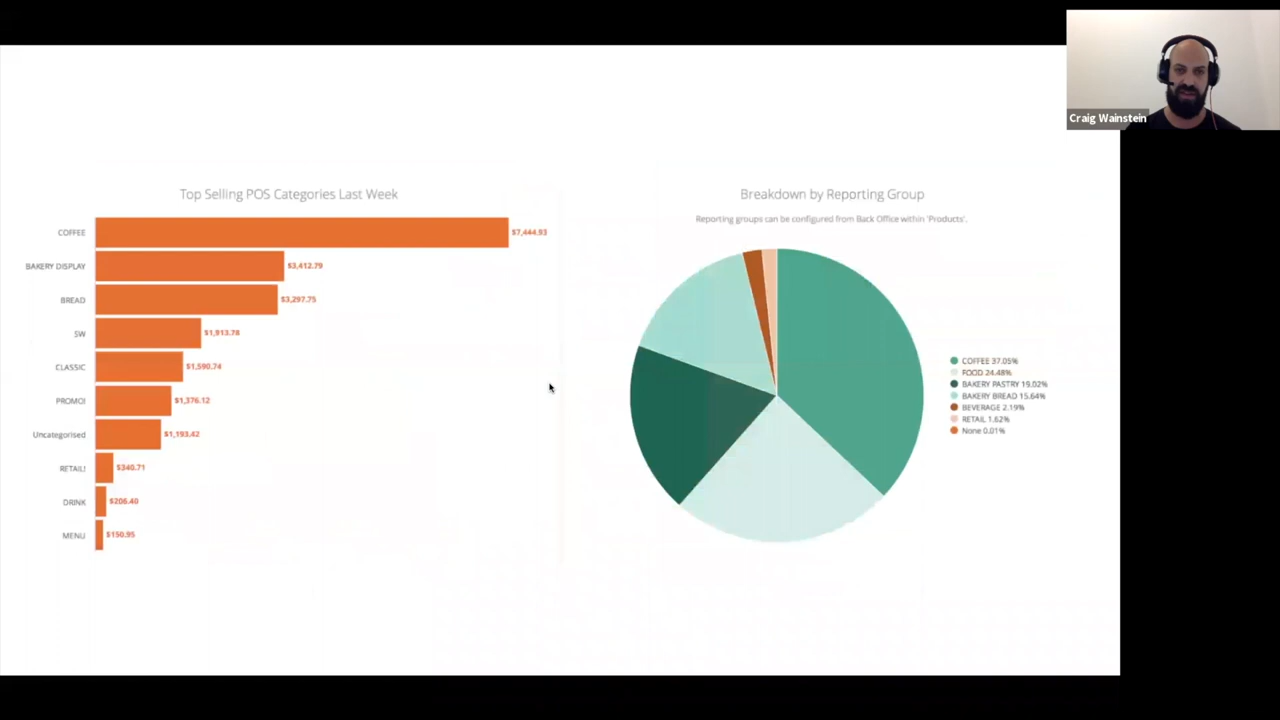 Craig Wainstein
Top Selling POS Categories Last Week
COFFEE $7,444.93
BAKERY DISPLAY $3,412.79
BREAD $3,297.75
SW $1,913.78
CLASSIC $1,590.74
PROMO! $1,376.12
Uncategorised $1,193.42
RETAIL! $340.71
DRINK $206.40
MENU $150.95
Breakdown by Reporting Group
Reporting groups can be configured from Back Office within 'Products'.
COFFEE 37.05%
FOOD 24.48%
BAKERY PASTRY 19.02%
BAKERY BREAD 15.64%
BEVERAGE 2.19%
RETAIL 1.62%
None 0.01%